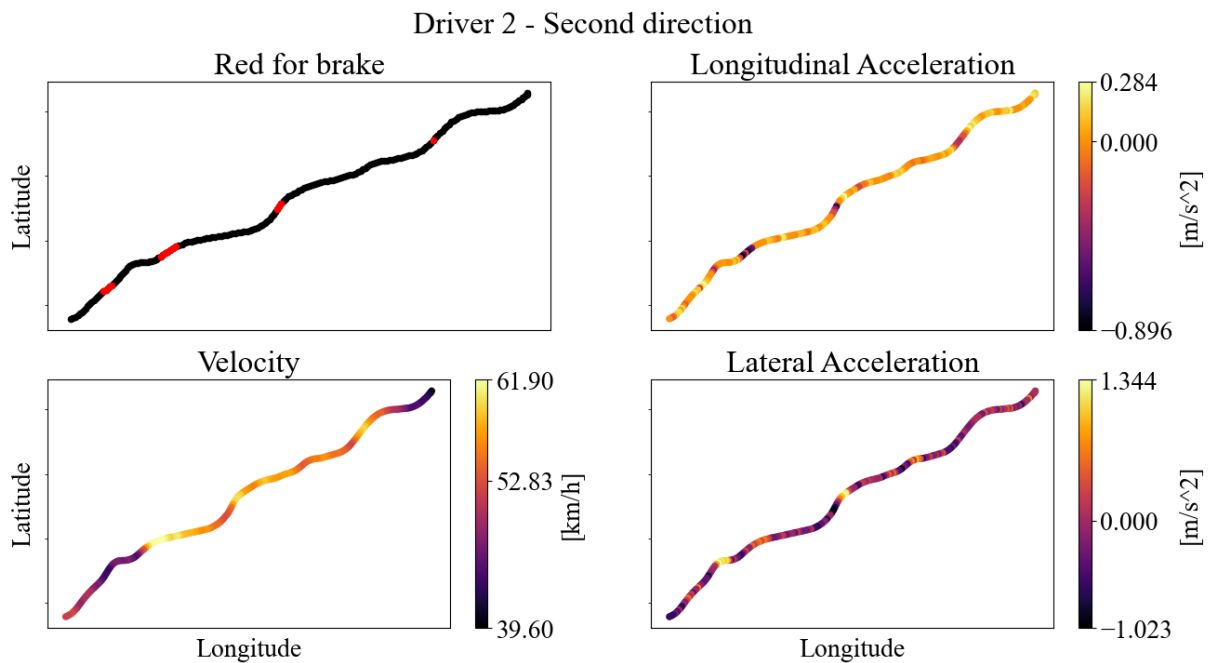 Driver 2 - Second direction
Red for brake
Latitude
Longitudinal Acceleration
0.284
0.000
−0.896
[m/s^2]
Velocity
Latitude
Longitude
61.90
52.83
39.60
[km/h]
Lateral Acceleration
Longitude
1.344
0.000
−1.023
[m/s^2]